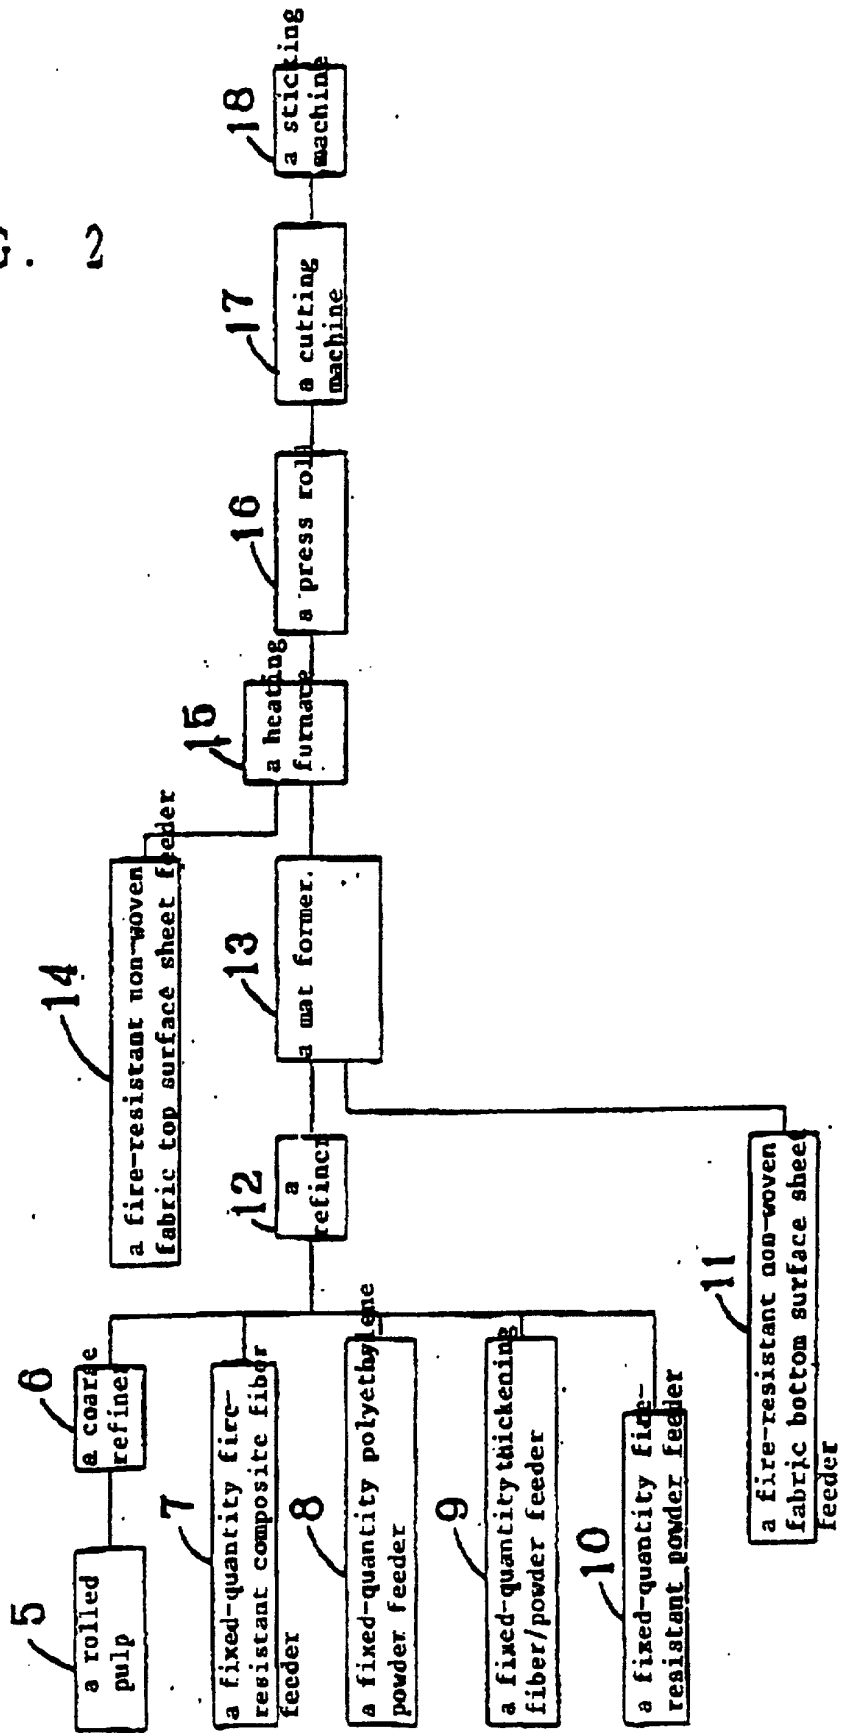 G. 2
5
a rolled
pulp
6
a coarse
refiner
7
a fixed-quantity fire-
resistant composite fiber
feeder
8
a fixed-quantity polyethylene
powder feeder
9
a fixed-quantity thickening
fiber/powder feeder
10
a fixed-quantity fire-
resistant powder feeder
11
a fire-resistant non-woven
fabric bottom surface sheet
feeder
12
a
refiner
13
a mat former.
14
a fire-resistant non-woven
fabric top surface sheet feeder
15
a heating
furnace
16
a press roll
17
a cutting
machine
18
a sticking
machine